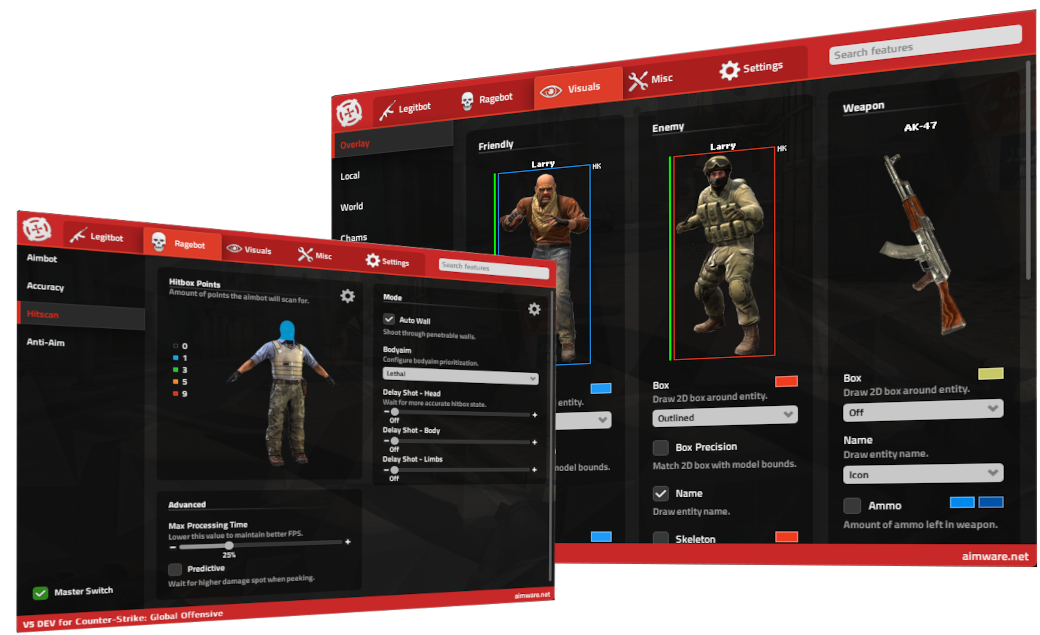 Search features
Legitbot
Ragebot
Visuals
Misc
Settings
Overlay
Local
World
Chams
Friendly
Larry
HK
entity.
model bounds.
Enemy
Larry
HK
Box
Draw 2D box around entity.
Outlined
Box Precision
Match 2D box with model bounds.
Name
Draw entity name.
Skeleton
Weapon
AK-47
Box
Draw 2D box around entity.
Off
Name
Draw entity name.
Icon
Ammo
Amount of ammo left in weapon.
aimware.net
Legitbot
Ragebot
Visuals
Misc
Settings
Search features
Aimbot
Accuracy
Hitscan
Anti-Aim
Master Switch
Hitbox Points
Amount of points the aimbot will scan for.
0
1
3
5
9
Mode
Auto Wall
Shoot through penetrable walls.
Bodyaim
Configure bodyaim prioritization.
Lethal
Delay Shot - Head
Wait for more accurate hitbox state.
- +
Off
Delay Shot - Body
- +
Off
Delay Shot - Limbs
- +
Off
Advanced
Max Processing Time
Lower this value to maintain better FPS.
- +
25%
Predictive
Wait for higher damage spot when peeking.
V5 DEV for Counter-Strike: Global Offensive
aimware.net